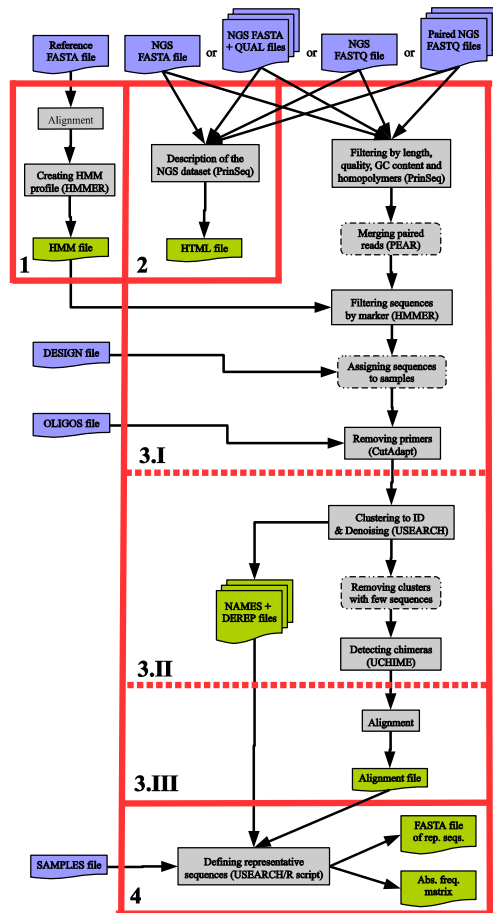 Reference
FASTA file
NGS
FASTA file
or
NGS FASTA
+ QUAL files
or
NGS
FASTQ file
or
Paired NGS
FASTQ files
Alignment
Creating HMM
profile (HMMER)
HMM file
1
Description of the
NGS dataset (PrinSeq)
HTML file
2
Filtering by length,
quality, GC content and
homopolymers (PrinSeq)
Merging paired
reads (PEAR)
Filtering sequences
by marker (HMMER)
DESIGN file
Assigning sequences
to samples
OLIGOS file
Removing primers
(CutAdapt)
3.I
Clustering to ID
& Denoising (USEARCH)
NAMES +
DEREP files
Removing clusters
with few sequences
Detecting chimeras
(UCHIME)
3.II
Alignment
Alignment file
3.III
FASTA file
of rep. seqs.
SAMPLES file
Defining representative
sequences (USEARCH/R script)
Abs. freq.
matrix
4